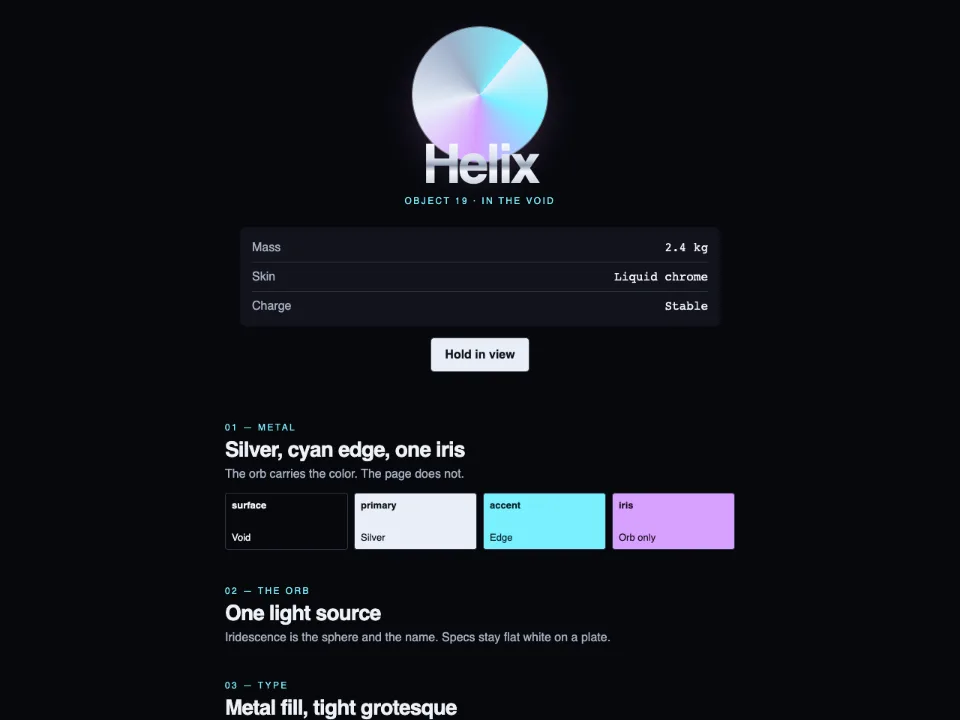 Helix
OBJECT 19 · IN THE VOID
Mass 2.4 kg
Skin Liquid chrome
Charge Stable
Hold in view
01 — METAL
Silver, cyan edge, one iris
The orb carries the color. The page does not.
surface primary accent iris
Void Silver Edge Orb only
02 — THE ORB
One light source
Iridescence is the sphere and the name. Specs stay flat white on a plate.
03 — TYPE
Metal fill, tight grotesque